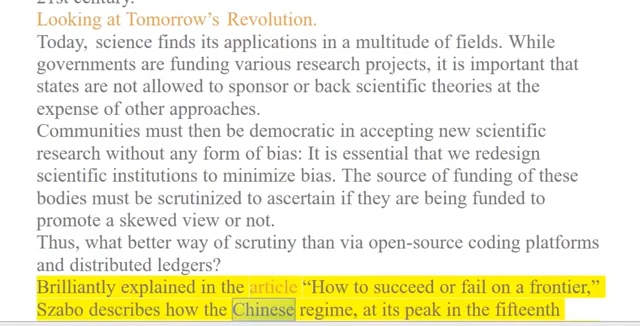 21st century.
Looking at Tomorrow’s Revolution.
Today, science finds its applications in a multitude of fields. While
governments are funding various research projects, it is important that
states are not allowed to sponsor or back scientific theories at the
expense of other approaches.
Communities must then be democratic in accepting new scientific
research without any form of bias: It is essential that we redesign
scientific institutions to minimize bias. The source of funding of these
bodies must be scrutinized to ascertain if they are being funded to
promote a skewed view or not.
Thus, what better way of scrutiny than via open-source coding platforms
and distributed ledgers?
Brilliantly explained in the article “How to succeed or fail on a frontier,”
Szabo describes how the Chinese regime, at its peak in the fifteenth